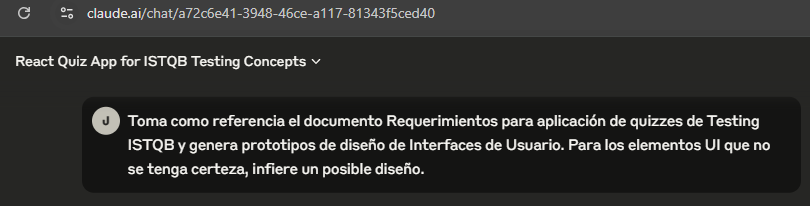 claude.ai/chat/a72c6e41-3948-46ce-a117-81343f5ced40
React Quiz App for ISTQB Testing Concepts
J
Toma como referencia el documento Requerimientos para aplicación de quizzes de Testing
ISTQB y genera prototipos de diseño de Interfaces de Usuario. Para los elementos UI que no
se tenga certeza, infiere un posible diseño.